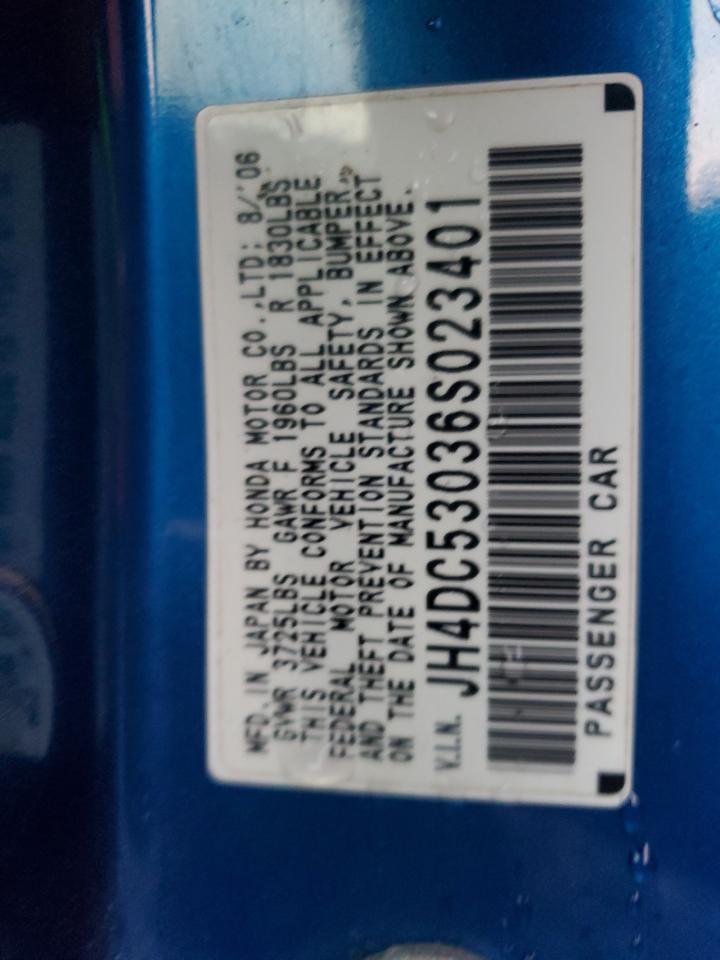 MFD. IN JAPAN BY HONDA MOTOR CO.,LTD: 8/'06
GVWR 3725LBS GAWR F 1960LBS R 1830LBS
THIS VEHICLE CONFORMS TO ALL APPLICABLE
FEDERAL MOTOR VEHICLE SAFETY, BUMPER,
AND THEFT PREVENTION STANDARDS IN EFFECT
ON THE DATE OF MANUFACTURE SHOWN ABOVE.
V.I.N. JH4DC53036S023401
PASSENGER CAR